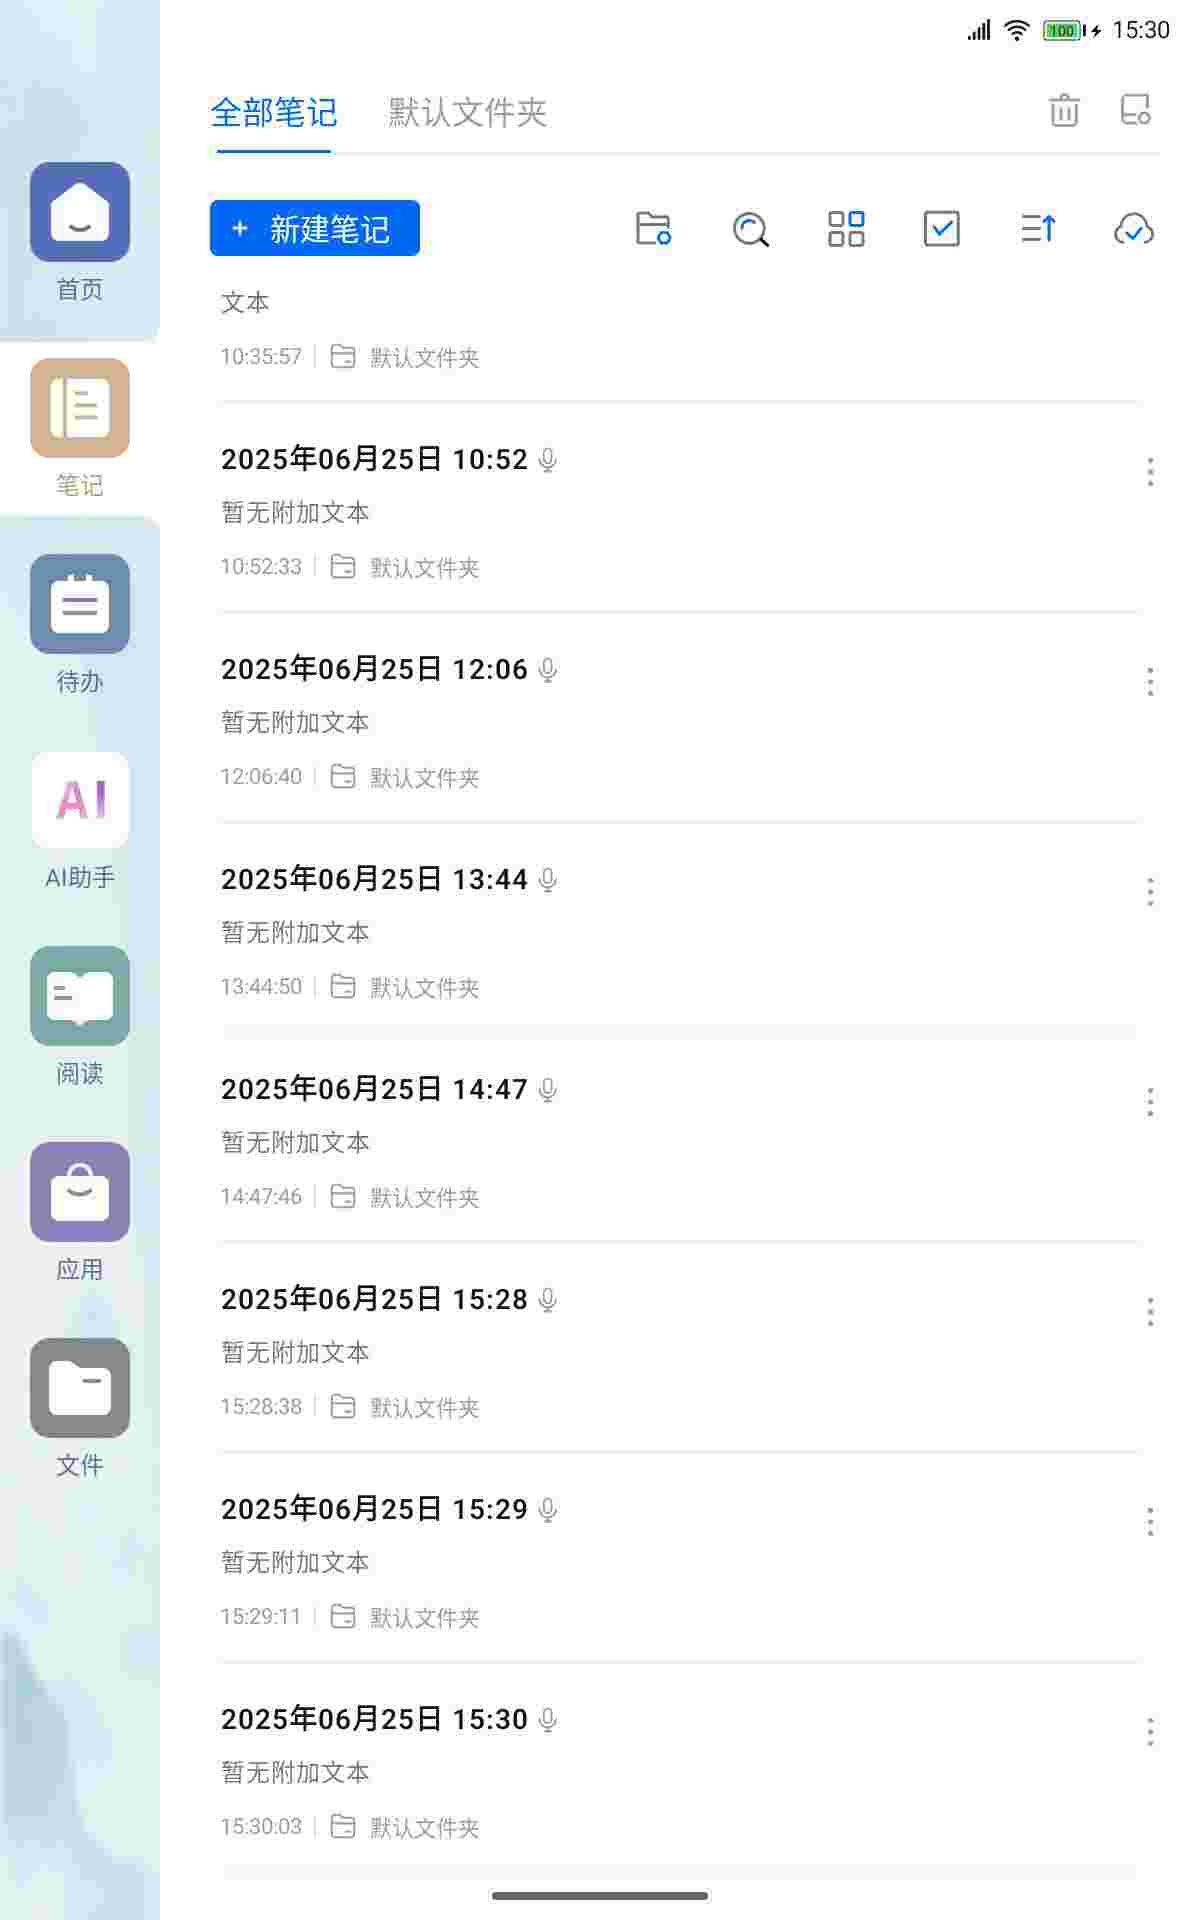 100 15:30
全部笔记 默认文件夹
+ 新建笔记
文本
10:35:57 默认文件夹
2025年06月25日 10:52
暂无附加文本
10:52:33 默认文件夹
2025年06月25日 12:06
暂无附加文本
12:06:40 默认文件夹
2025年06月25日 13:44
暂无附加文本
13:44:50 默认文件夹
2025年06月25日 14:47
暂无附加文本
14:47:46 默认文件夹
2025年06月25日 15:28
暂无附加文本
15:28:38 默认文件夹
2025年06月25日 15:29
暂无附加文本
15:29:11 默认文件夹
2025年06月25日 15:30
暂无附加文本
15:30:03 默认文件夹
首页
笔记
待办
AI
AI助手
阅读
应用
文件